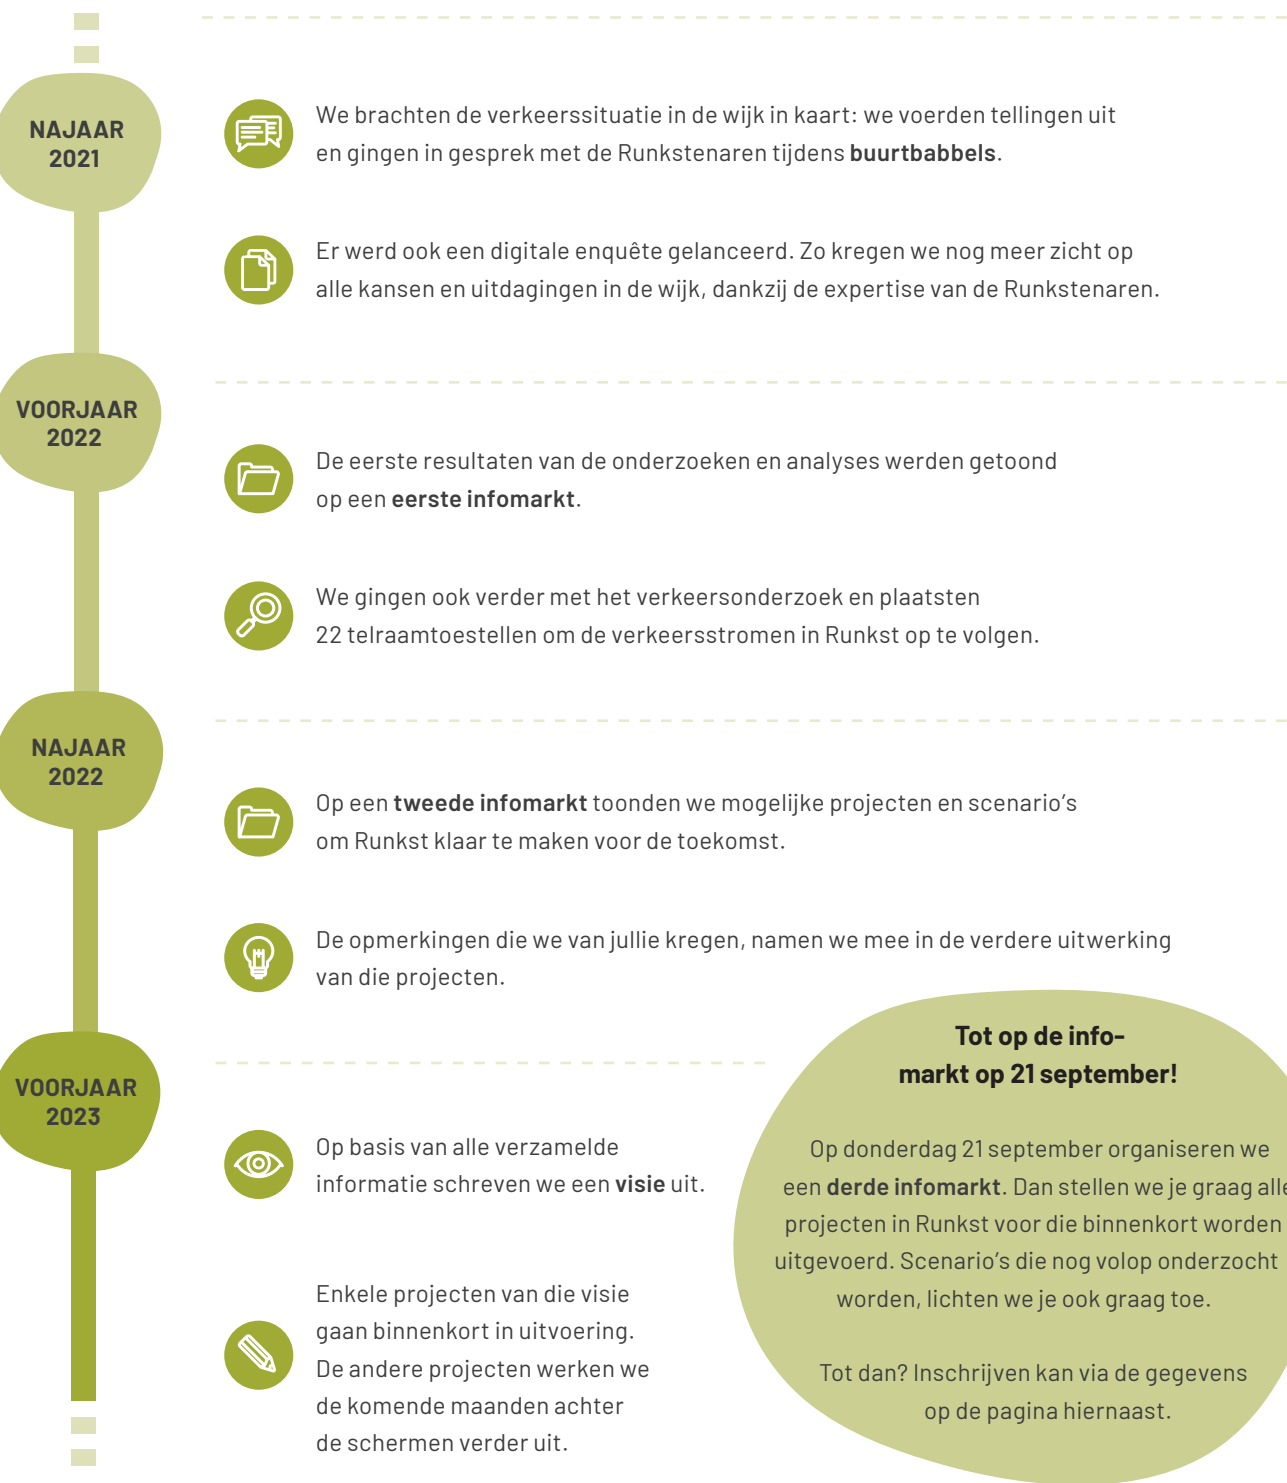 NAJAAR
2021
We brachten de verkeerssituatie in de wijk in kaart: we voerden tellingen uit
en gingen in gesprek met de Runkstenaren tijdens buurtbabbels.
Er werd ook een digitale enquête gelanceerd. Zo kregen we nog meer zicht op
alle kansen en uitdagingen in de wijk, dankzij de expertise van de Runkstenaren.
VOORJAAR
2022
De eerste resultaten van de onderzoeken en analyses werden getoond
op een eerste infomarkt.
We gingen ook verder met het verkeersonderzoek en plaatsten
22 telraamtoestellen om de verkeersstromen in Runkst op te volgen.
NAJAAR
2022
Op een tweede infomarkt toonden we mogelijke projecten en scenario's
om Runkst klaar te maken voor de toekomst.
De opmerkingen die we van jullie kregen, namen we mee in de verdere uitwerking
van die projecten.
VOORJAAR
2023
Op basis van alle verzamelde
informatie schreven we een visie uit.
Enkele projecten van die visie
gaan binnenkort in uitvoering.
De andere projecten werken we
de komende maanden achter
de schermen verder uit.
Tot op de info-
markt op 21 september!
Op donderdag 21 september organiseren we
een derde infomarkt. Dan stellen we je graag alle
projecten in Runkst voor die binnenkort worden
uitgevoerd. Scenario's die nog volop onderzocht
worden, lichten we je ook graag toe.
Tot dan? Inschrijven kan via de gegevens
op de pagina hiernaast.